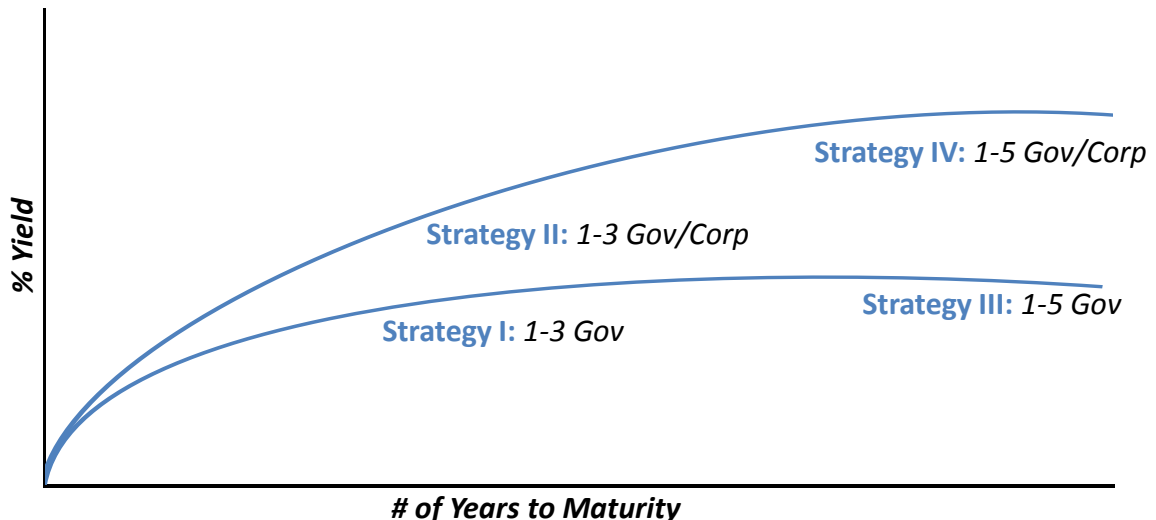 Strategy IV: 1-5 Gov/Corp
% Yield
Strategy II: 1-3 Gov/Corp
Strategy III: 1-5 Gov
Strategy I: 1-3 Gov
# of Years to Maturity